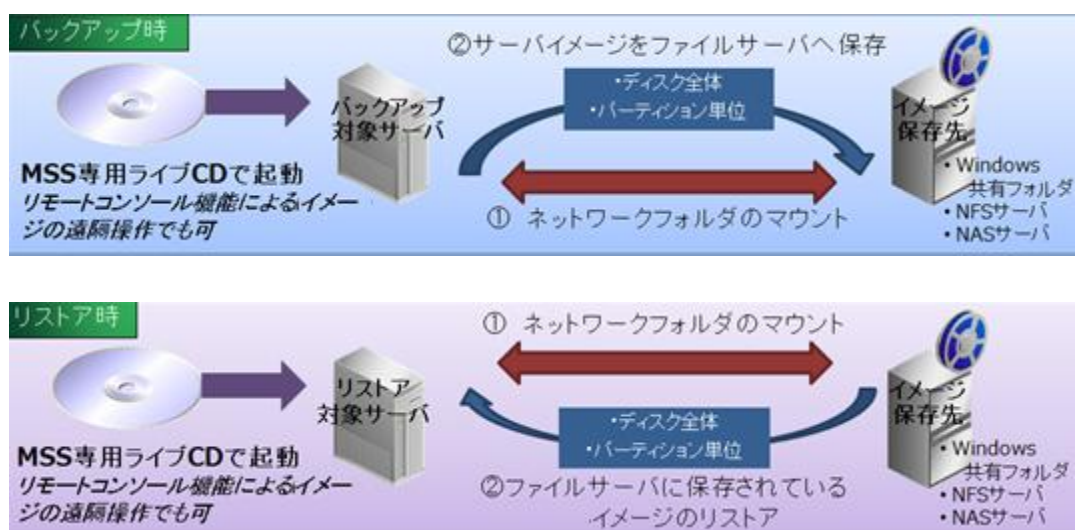 バックアップ時
②サーバイメージをファイルサーバへ保存
・ディスク全体
・パーティション単位
バックアップ
対象サーバ
イメージ
保存先
MSS専用ライブCDで起動
リモートコンソール機能によるイメー
ジの遠隔操作でも可
① ネットワークフォルダのマウント
・Windows
共有フォルダ
・NFSサーバ
・NASサーバ
リストア時
① ネットワークフォルダのマウント
リストア
対象サーバ
イメージ
保存先
・ディスク全体
・パーティション単位
MSS専用ライブCDで起動
リモートコンソール機能によるイメー
ジの遠隔操作でも可
②ファイルサーバに保存されている
イメージのリストア
・Windows
共有フォルダ
・NFSサーバ
・NASサーバ